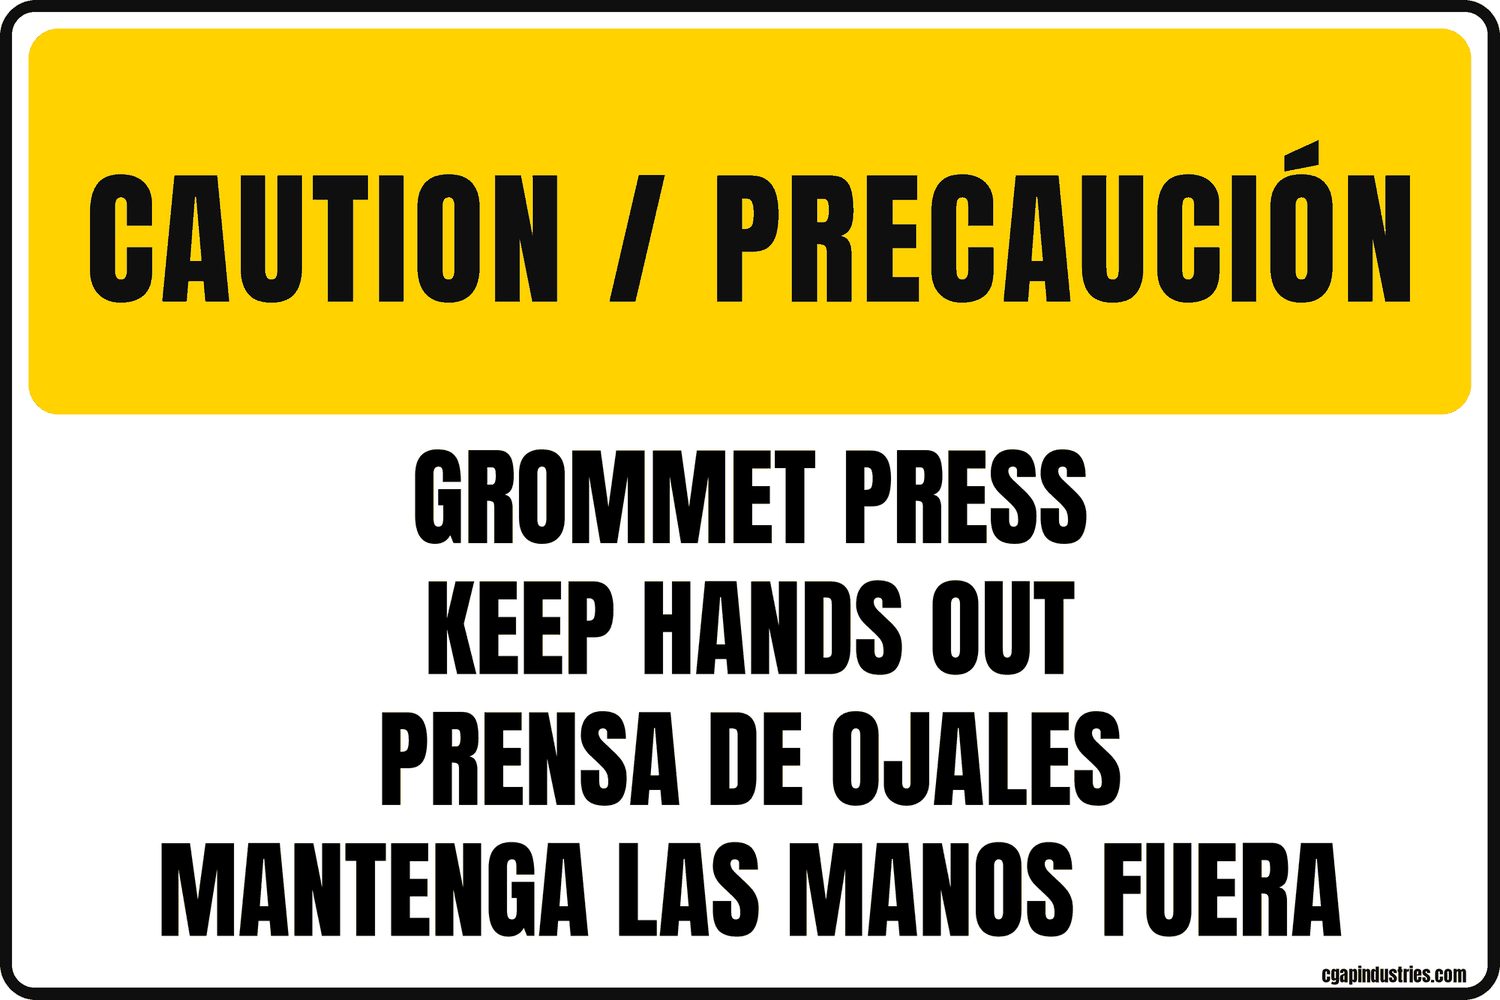 CAUTION / PRECAUCIÓN
GROMMET PRESS
KEEP HANDS OUT
PRENSA DE OJALES
MANTENGA LAS MANOS FUERA
cgapindustries.com